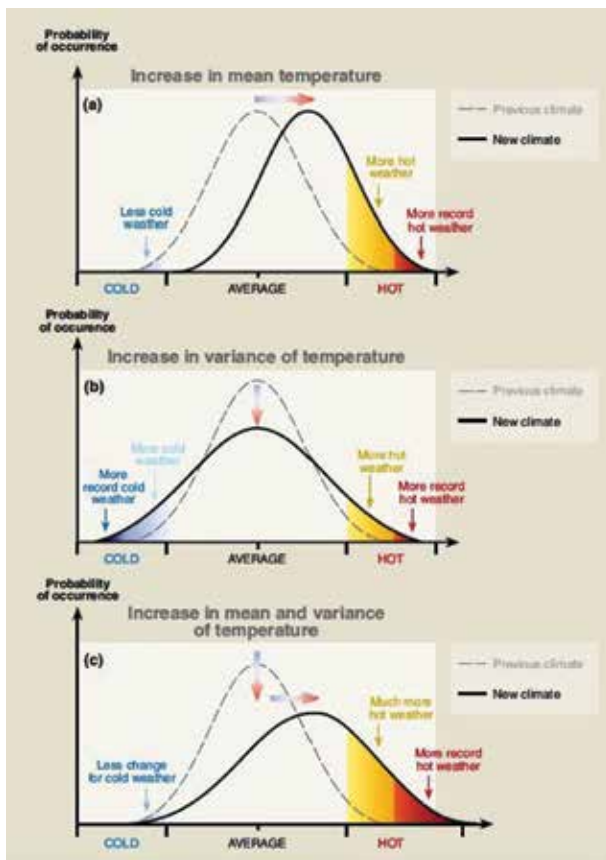 Probability
of occurrence
Increase in mean temperature
(a)
Previous climate
New climate
More hot
weather
Less cold
weather
More record
hot weather
COLD
AVERAGE
HOT
Probability
of occurence
Increase in variance of temperature
(b)
Previous climate
New climate
More cold
weather
More
record cold
weather
More hot
weather
More record
hot weather
COLD
AVERAGE
HOT
Probability
of occurrence
Increase in mean and variance
of temperature
(c)
Previous climate
New climate
Much more
hot weather
Less change
for cold weather
More record
hot weather
COLD
AVERAGE
HOT